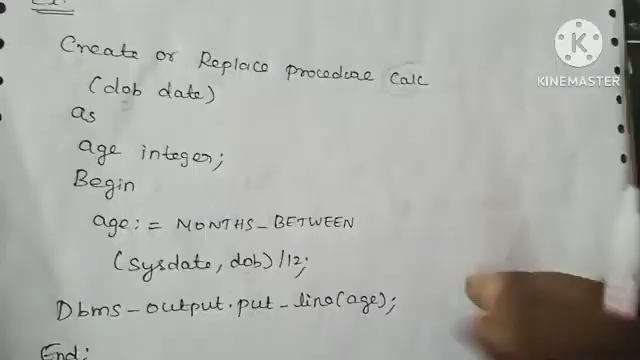 Ex:
Create or Replace procedure Calc
(dob date)
as
age integer;
Begin
age:= MONTHS_BETWEEN
(sysdate, dob)/12;
Dbms_output.put_line(age);
End;
K
KINEMASTER